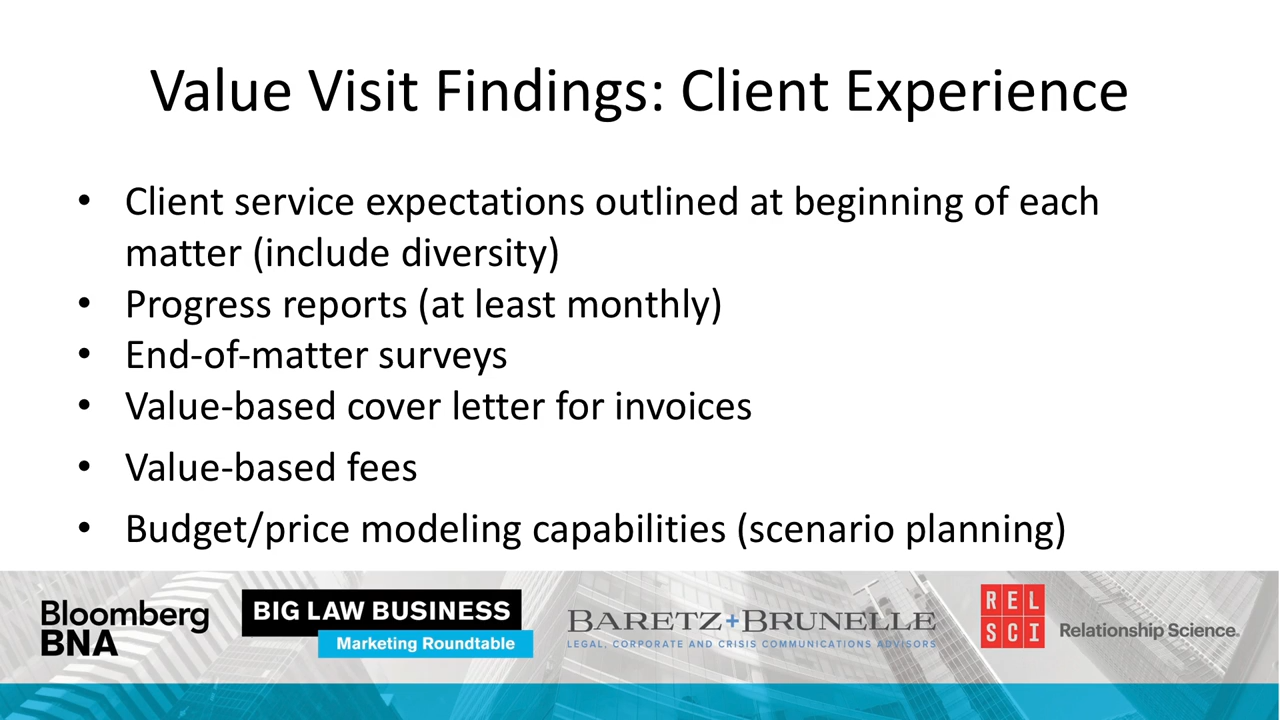 Value Visit Findings: Client Experience
• Client service expectations outlined at beginning of each
matter (include diversity)
• Progress reports (at least monthly)
• End-of-matter surveys
• Value-based cover letter for invoices
• Value-based fees
• Budget/price modeling capabilities (scenario planning)
Bloomberg
BNA
BIG LAW BUSINESS
Marketing Roundtable
BARETZ+BRUNELLE
LEGAL, CORPORATE AND CRISIS COMMUNICATIONS ADVISORS
REL
SCI
Relationship Science.